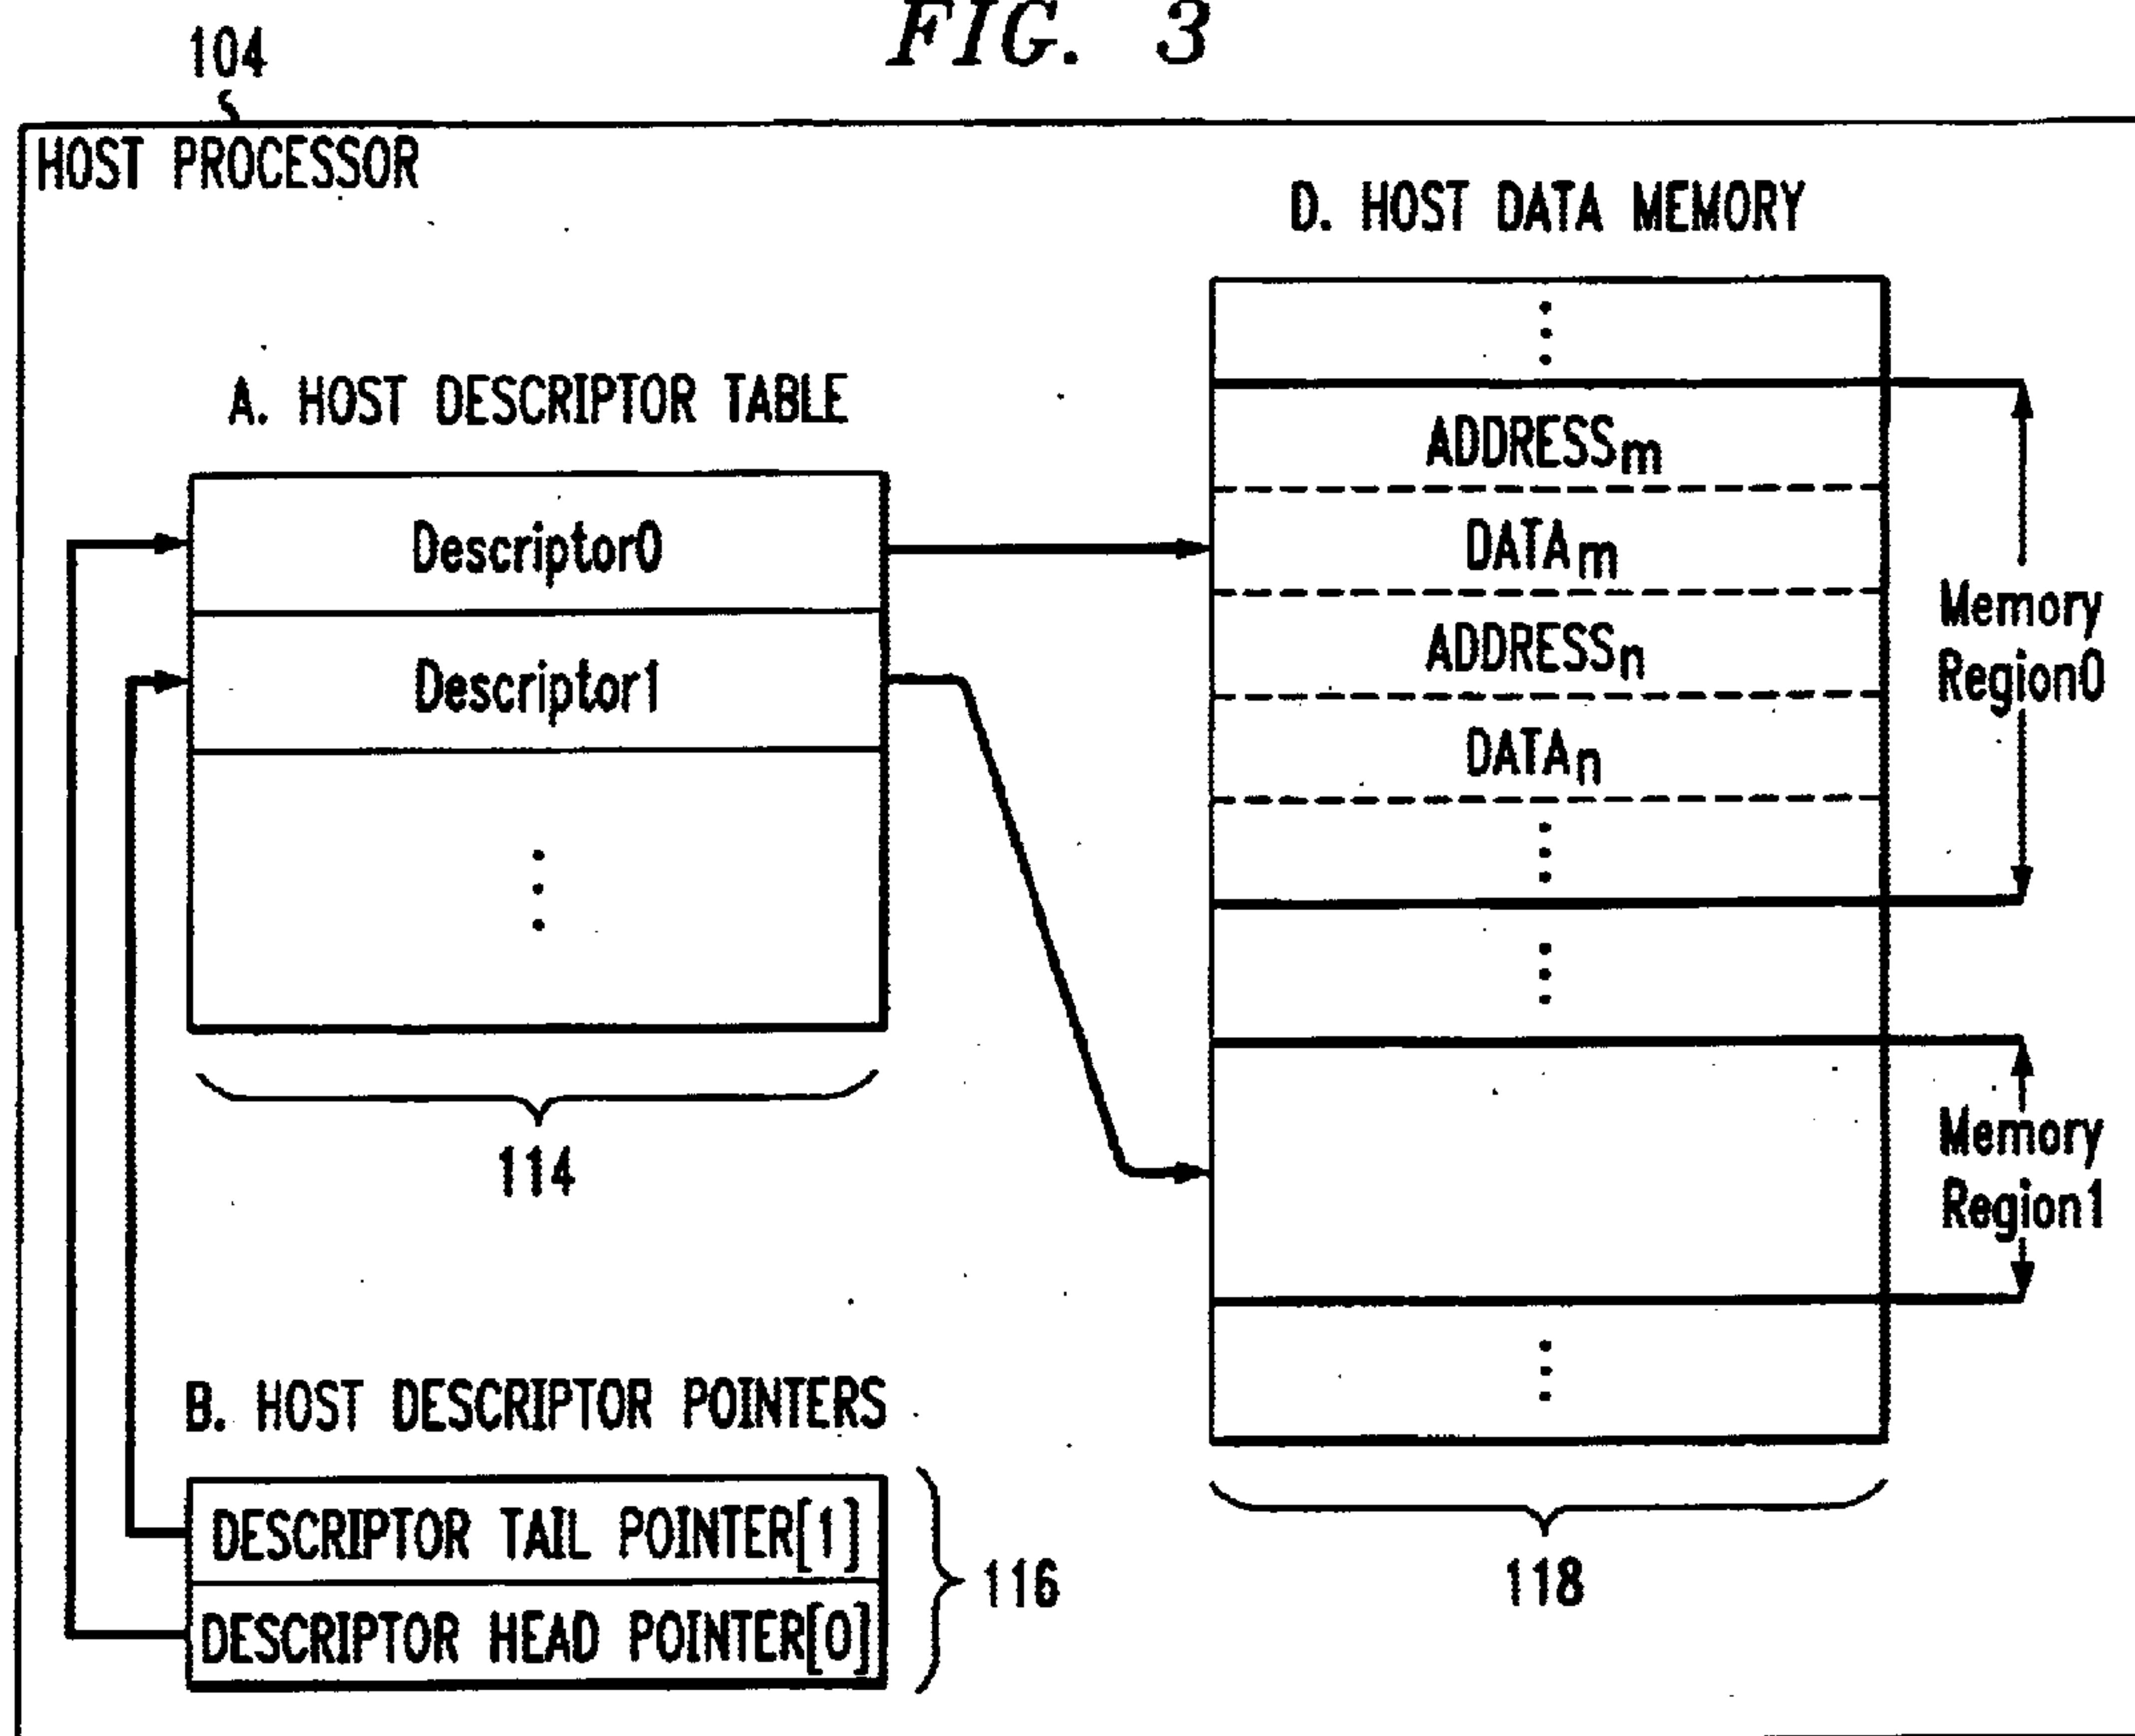 FIG. 3
104
HOST PROCESSOR
D. HOST DATA MEMORY
A. HOST DESCRIPTOR TABLE
Descriptor0
Descriptor1
114
ADDRESSm
DATAm
ADDRESSn
DATAn
Memory
Region0
Memory
Region1
118
B. HOST DESCRIPTOR POINTERS
DESCRIPTOR TAIL POINTER[1]
DESCRIPTOR HEAD POINTER[0]
116